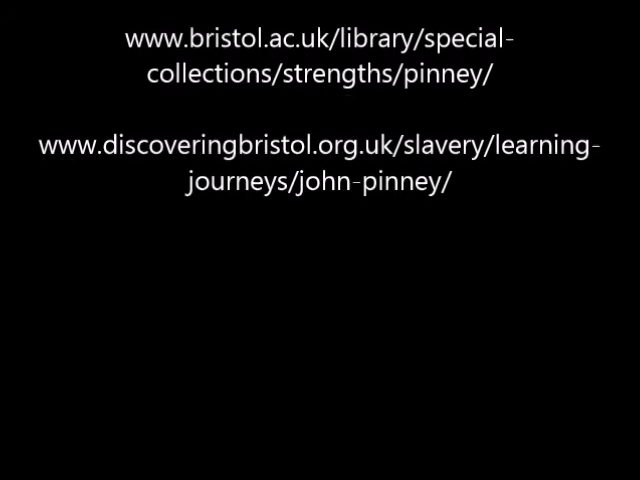 www.bristol.ac.uk/library/special-
collections/strengths/pinney/
www.discoveringbristol.org.uk/slavery/learning-
journeys/john-pinney/